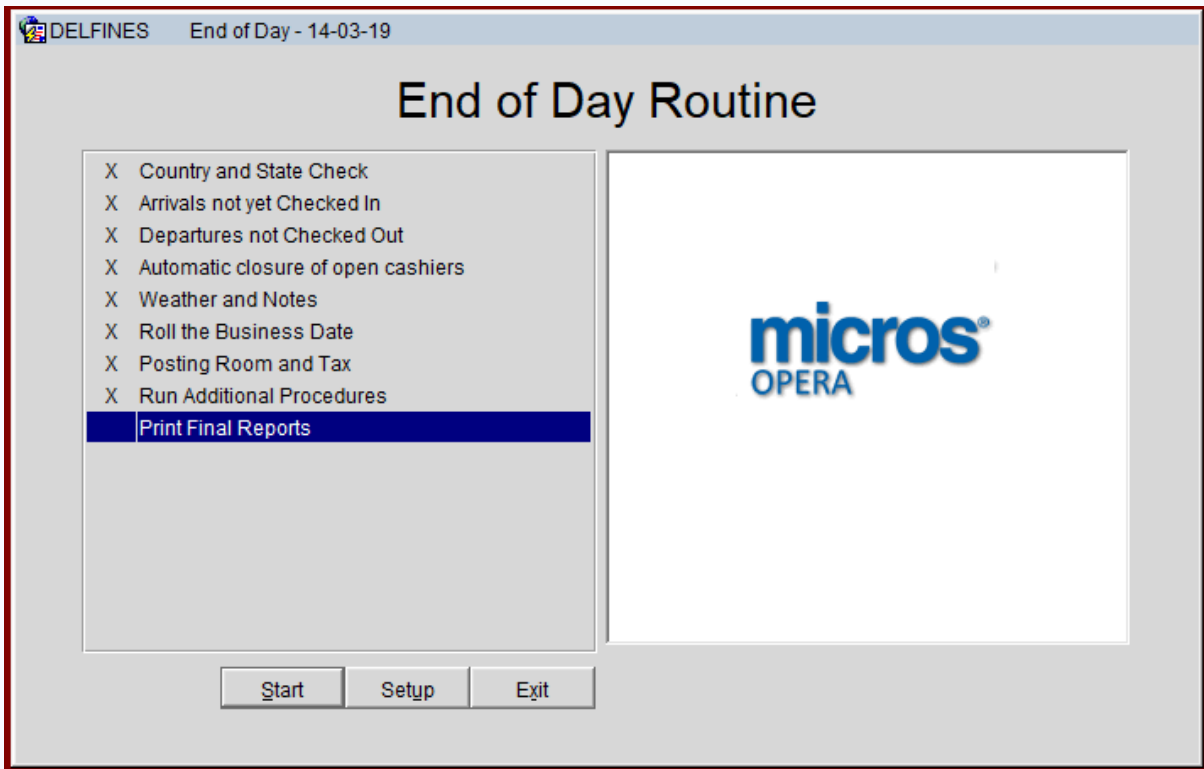 DELFINES End of Day - 14-03-19
End of Day Routine
X Country and State Check
X Arrivals not yet Checked In
X Departures not Checked Out
X Automatic closure of open cashiers
X Weather and Notes
X Roll the Business Date
X Posting Room and Tax
X Run Additional Procedures
Print Final Reports
micros®
OPERA
Start Setup Exit